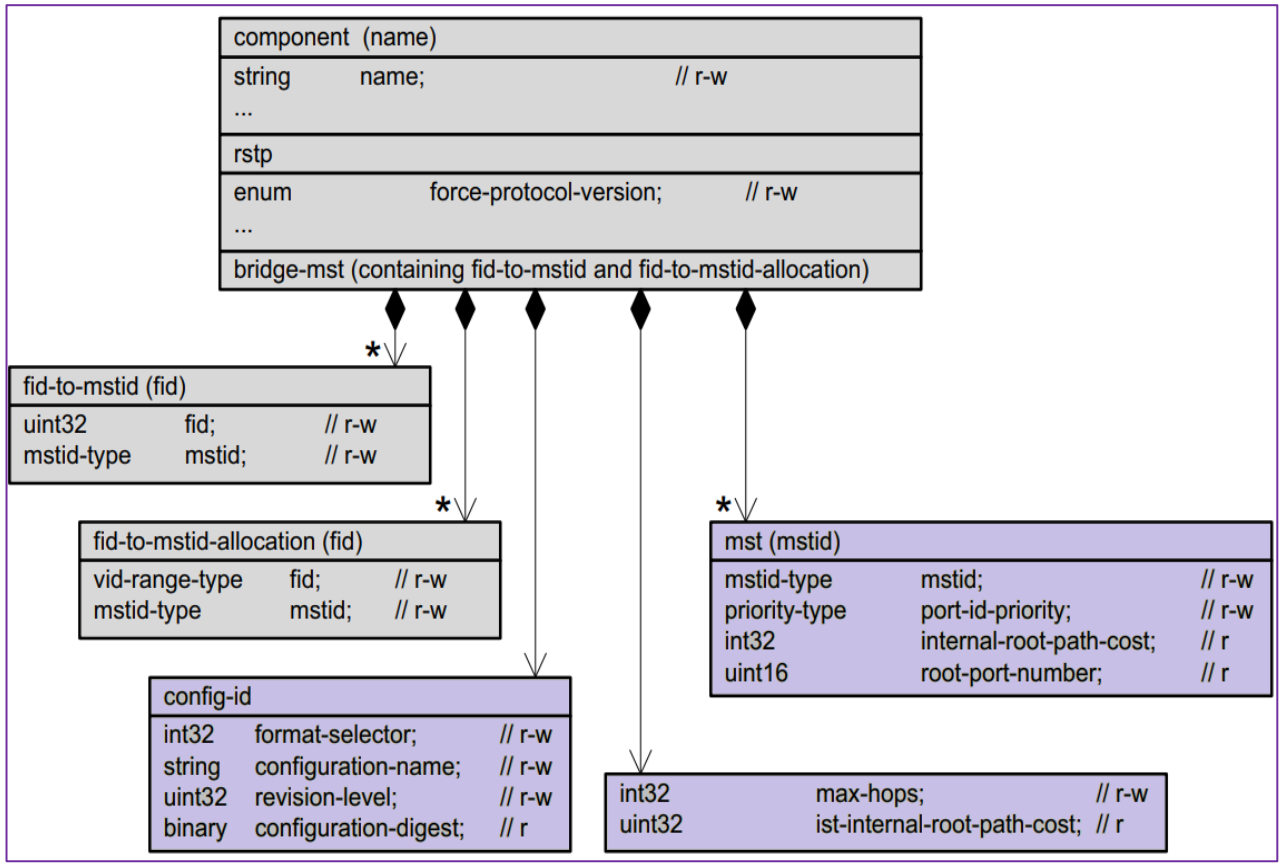 component (name)
string name; // r-w
...
rstp
enum force-protocol-version; // r-w
...
bridge-mst (containing fid-to-mstid and fid-to-mstid-allocation)
*
fid-to-mstid (fid)
uint32 fid; // r-w
mstid-type mstid; // r-w
*
fid-to-mstid-allocation (fid)
vid-range-type fid; // r-w
mstid-type mstid; // r-w
*
mst (mstid)
mstid-type mstid; // r-w
priority-type port-id-priority; // r-w
int32 internal-root-path-cost; // r
uint16 root-port-number; // r
config-id
int32 format-selector; // r-w
string configuration-name; // r-w
uint32 revision-level; // r-w
binary configuration-digest; // r
int32 max-hops; // r-w
uint32 ist-internal-root-path-cost; // r